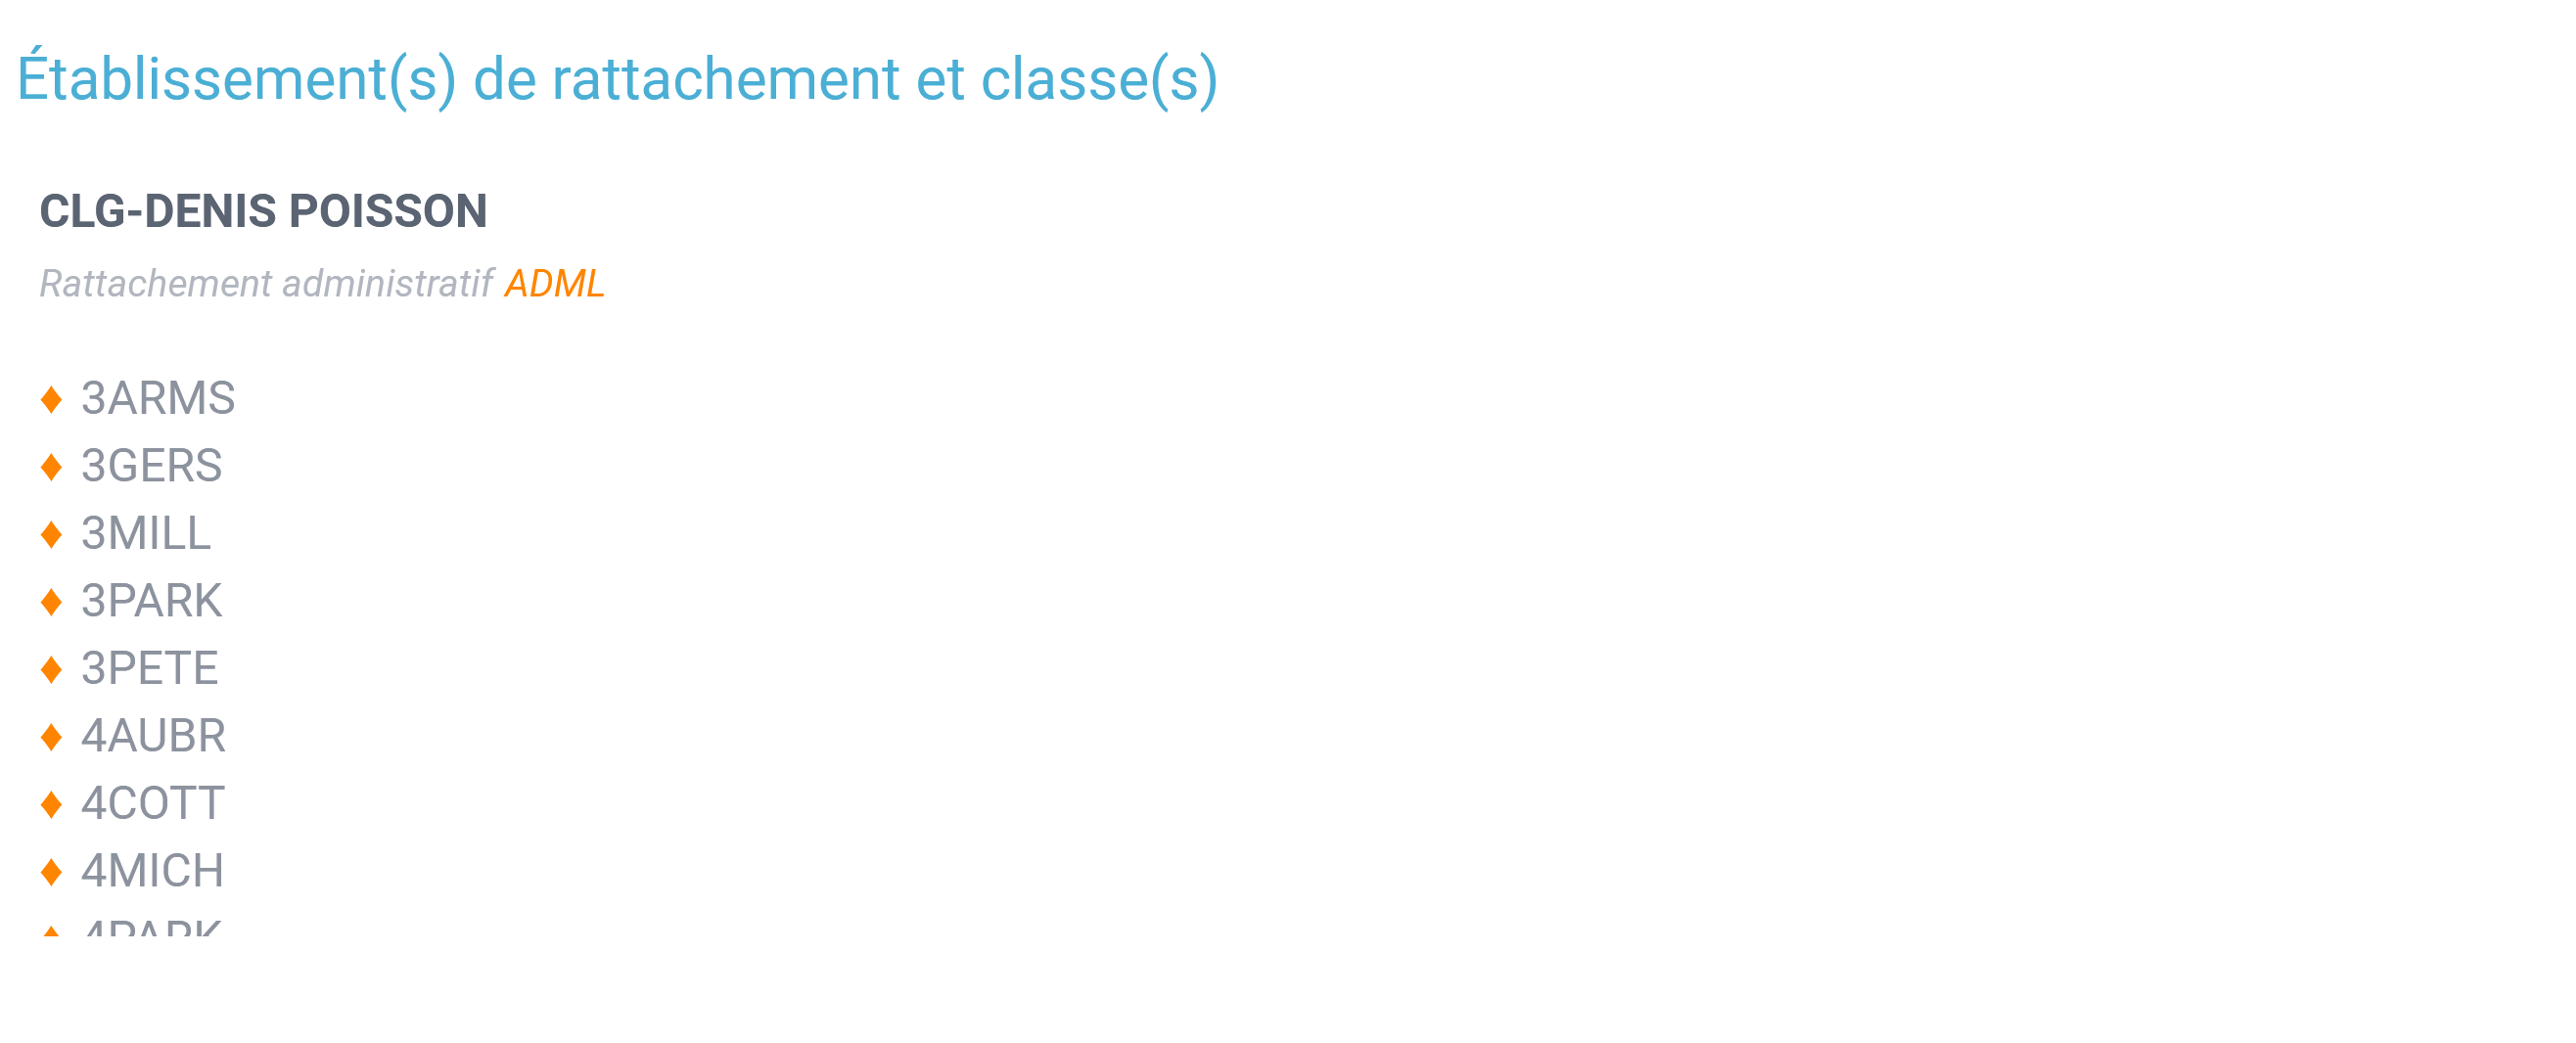 Établissement(s) de rattachement et classe(s)
CLG-DENIS POISSON
Rattachement administratif ADML
♦ 3ARMS
♦ 3GERS
♦ 3MILL
♦ 3PARK
♦ 3PETE
♦ 4AUBR
♦ 4COTT
♦ 4MICH